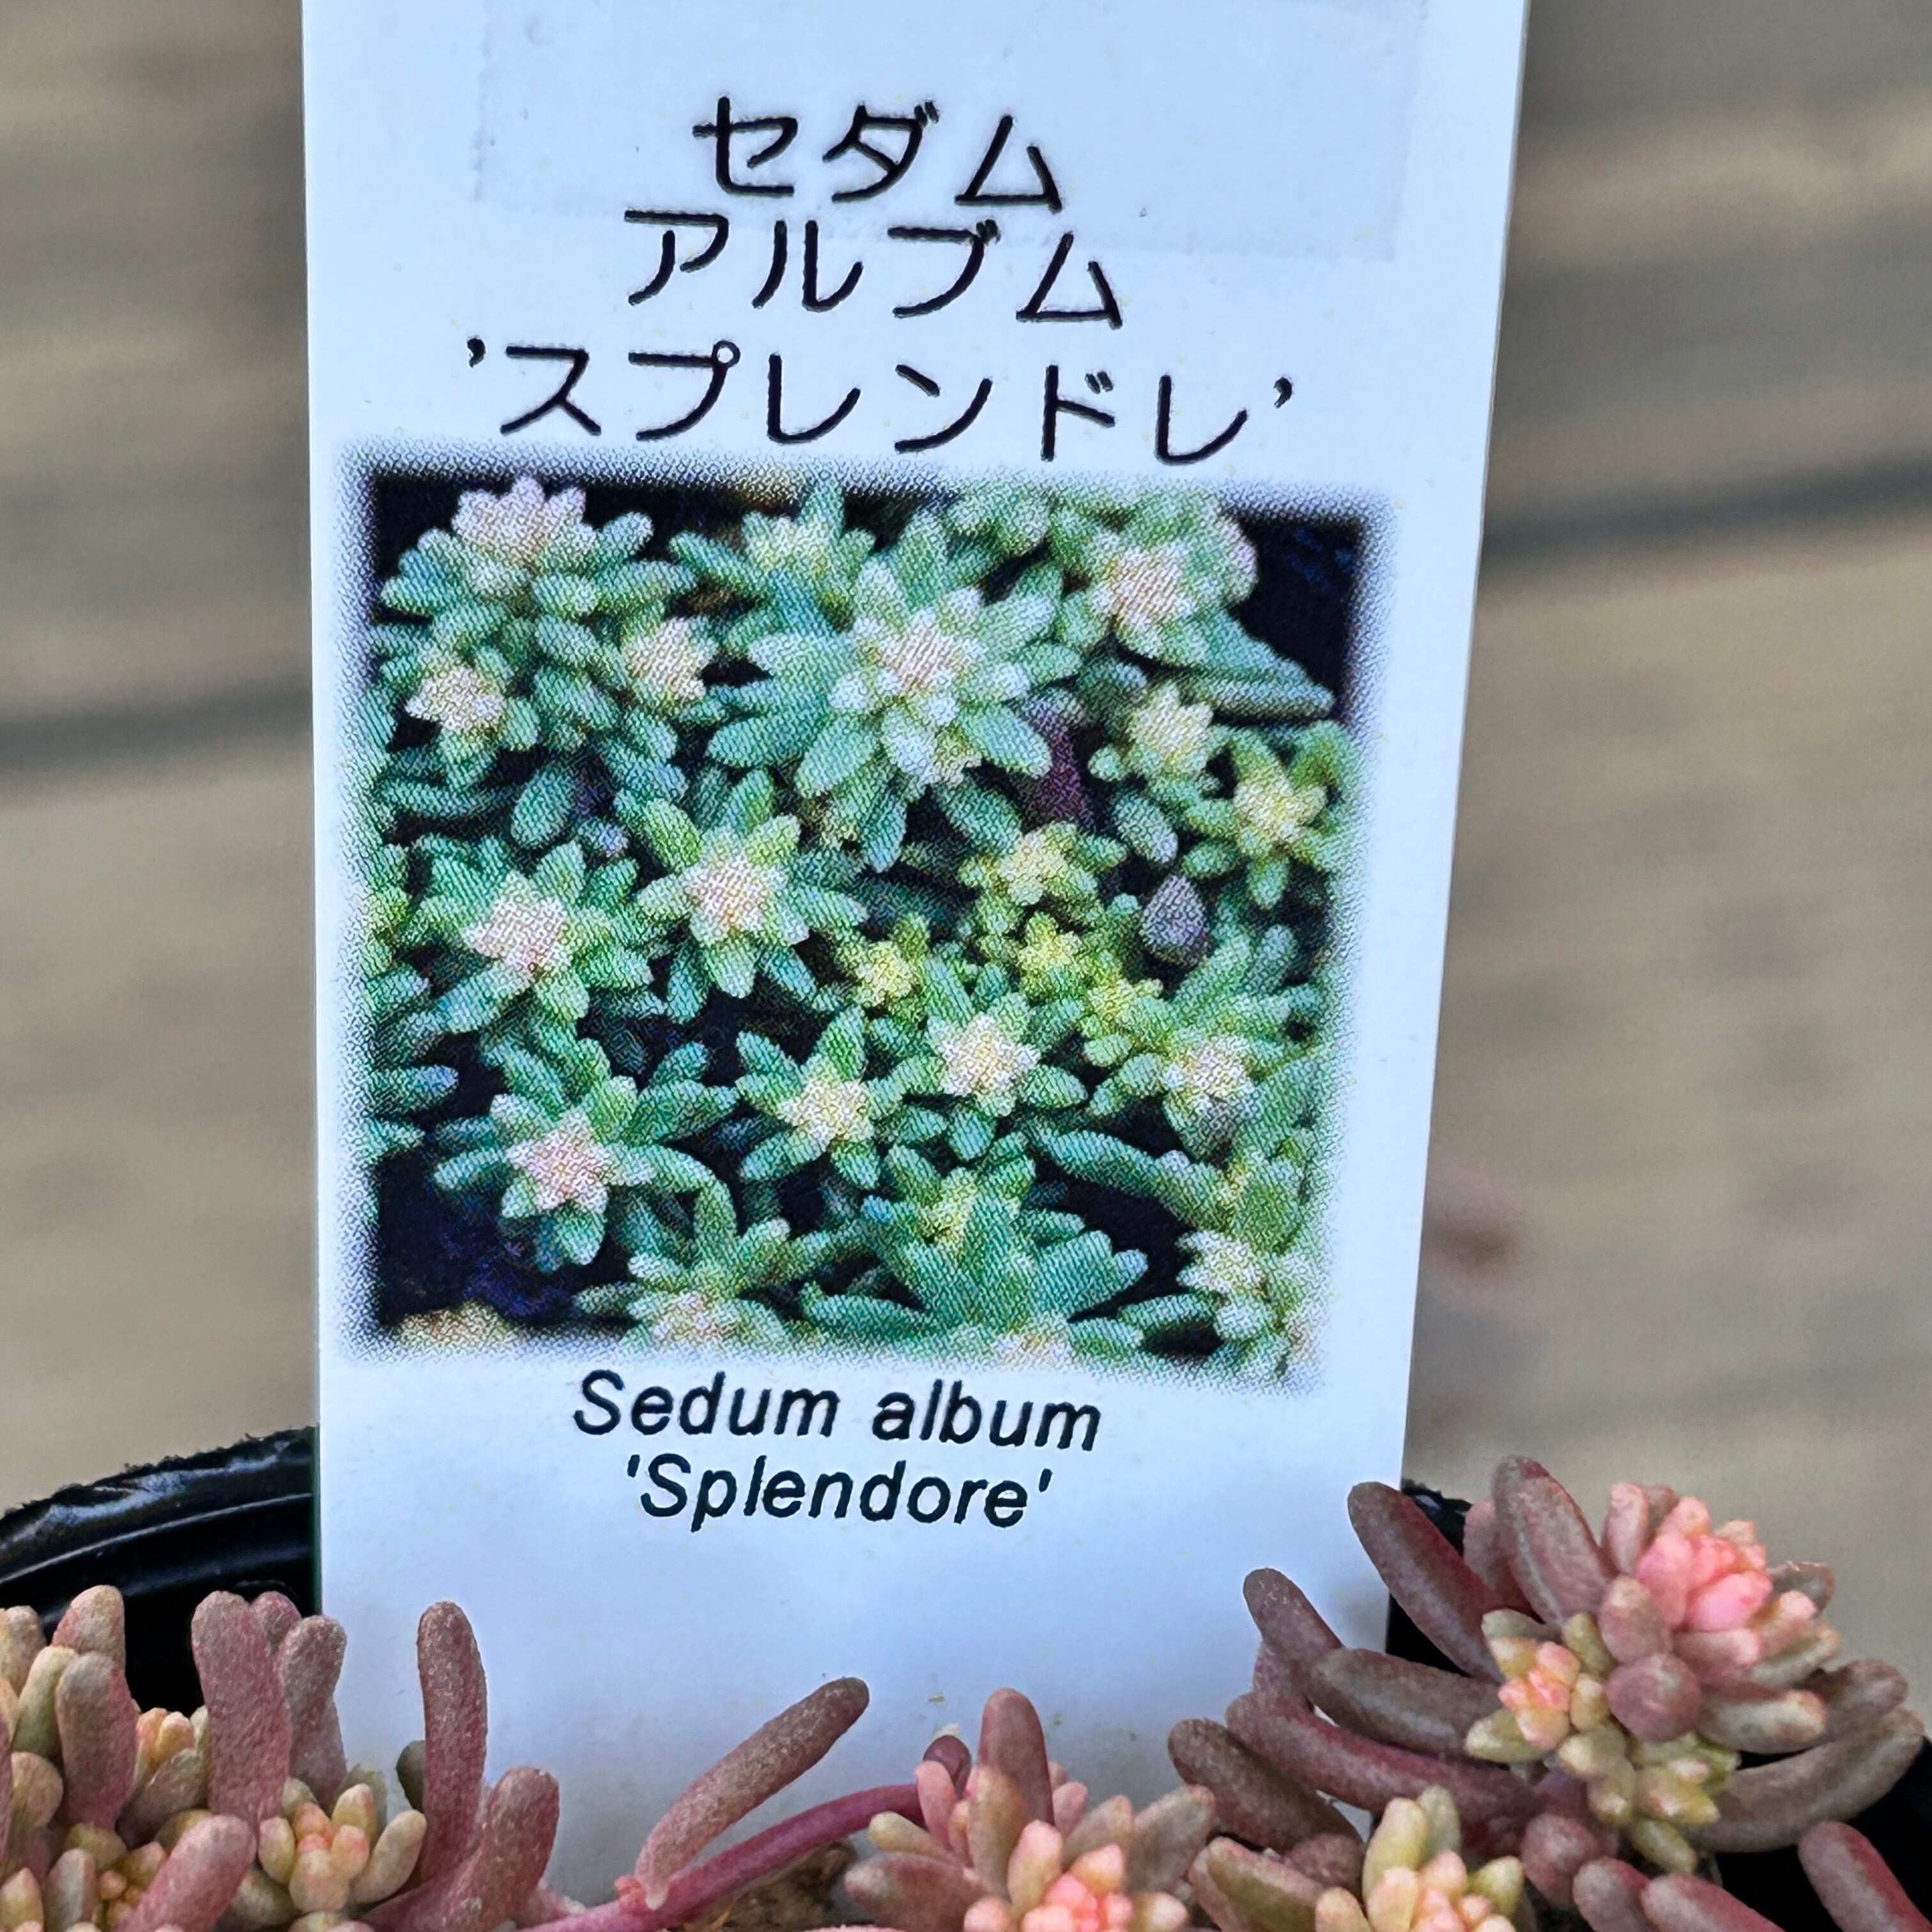 セダム
アルブム
’スプレンドレ’
Sedum album
'Splendore'